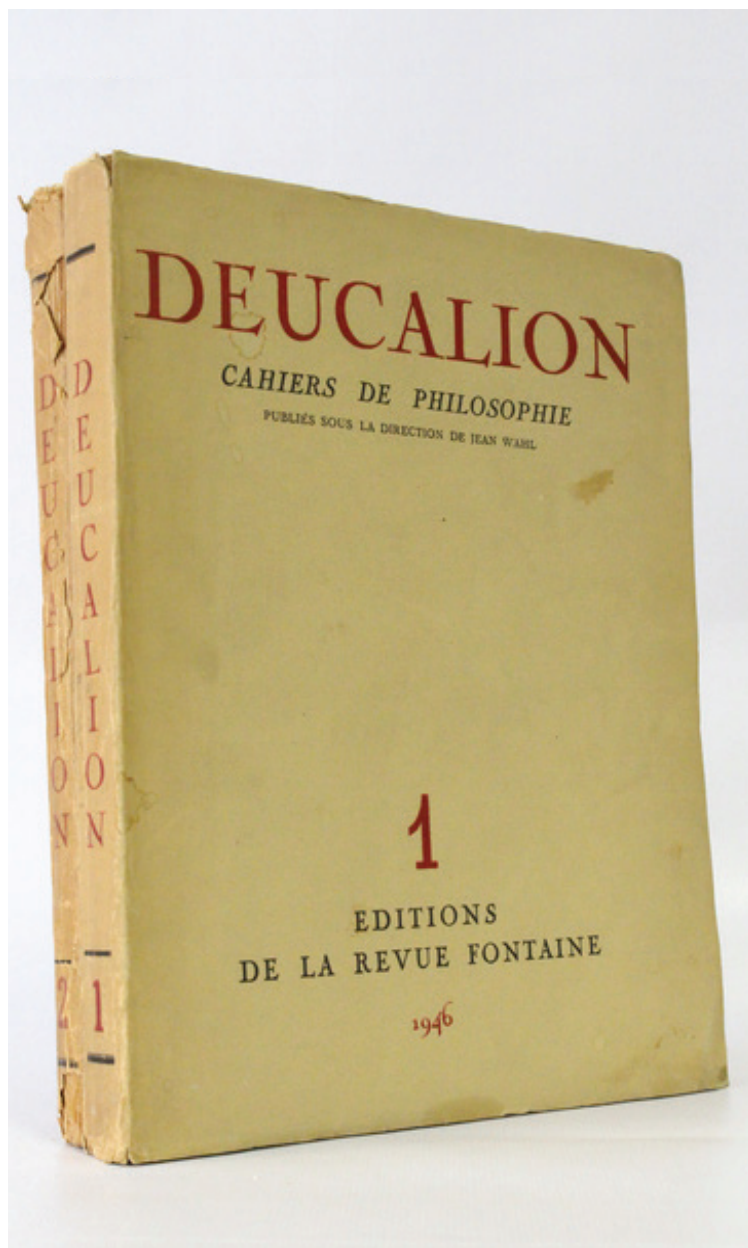 DEUCALION
CAHIERS DE PHILOSOPHIE
PUBLIÉS SOUS LA DIRECTION DE JEAN WAHL
1
EDITIONS
DE LA REVUE FONTAINE
1946
DEUCALION
2
DEUCALION
1